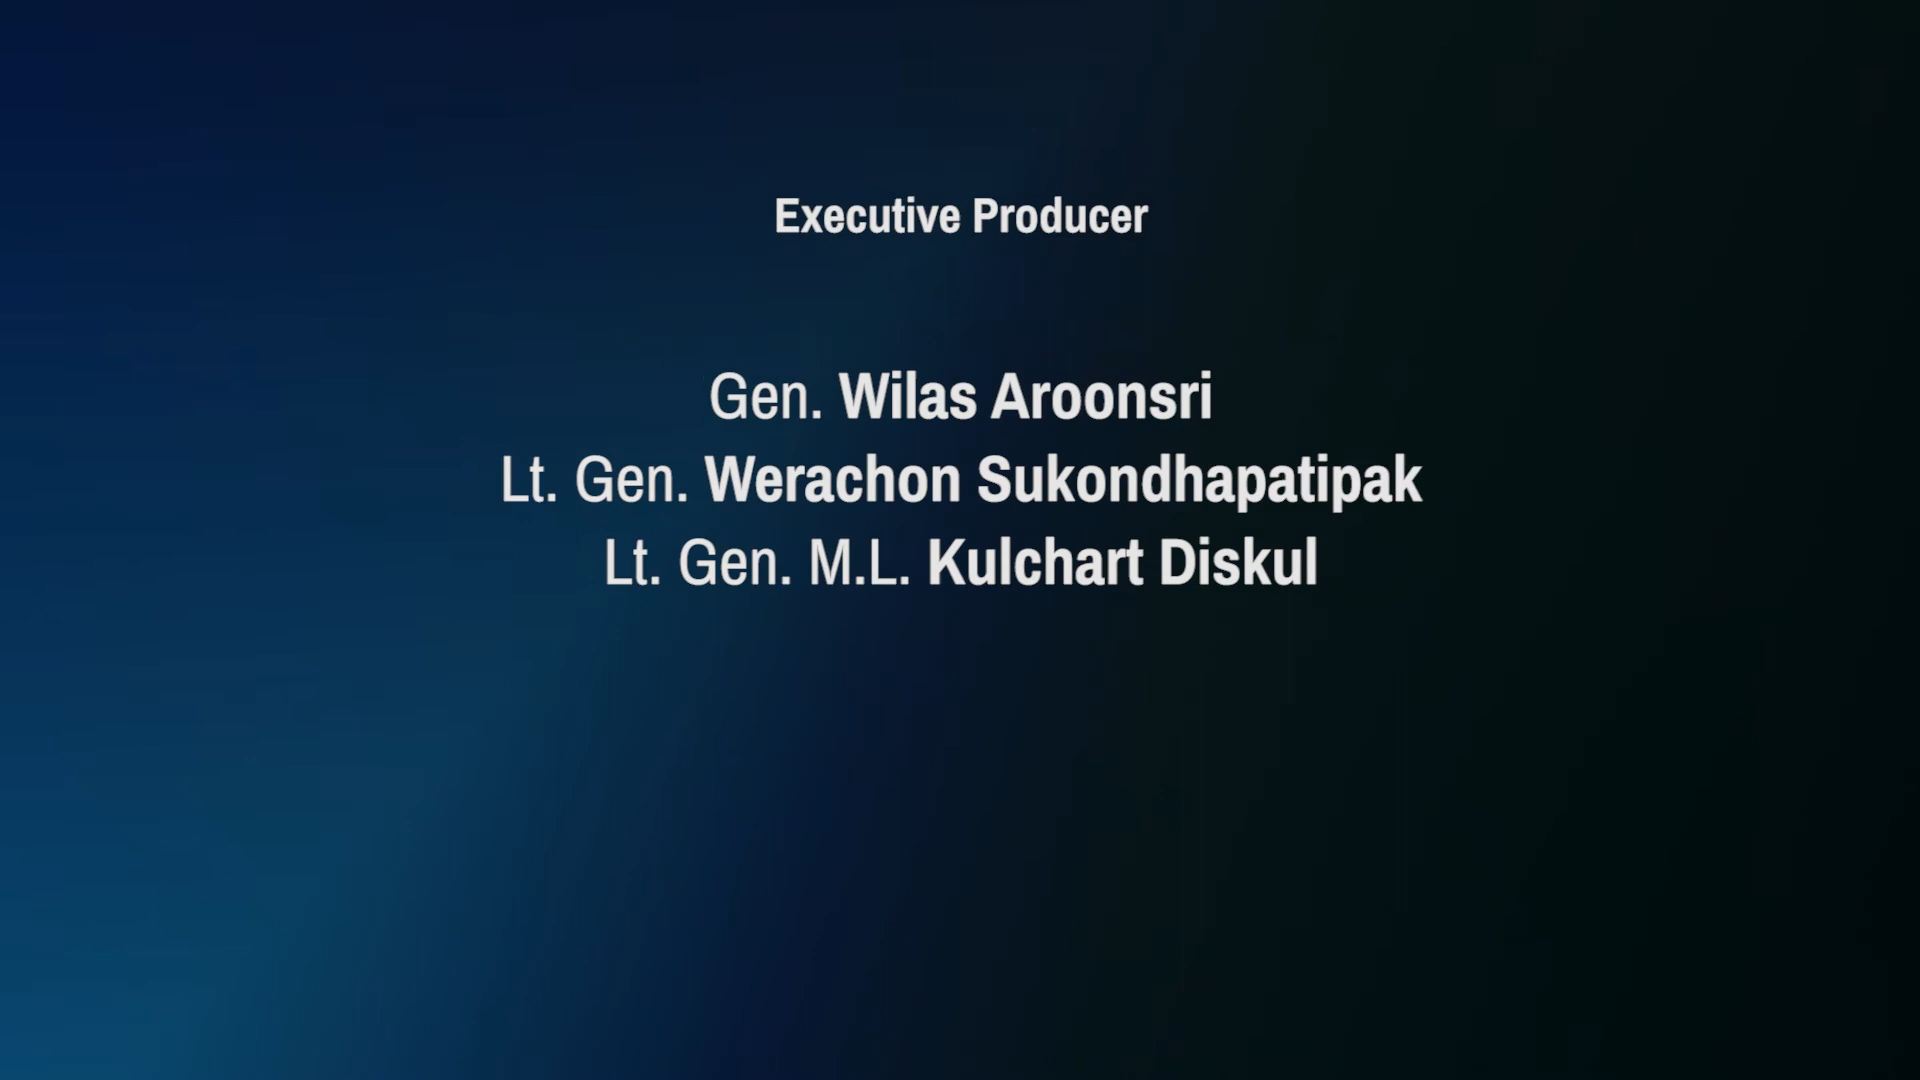 Executive Producer
Gen. Wilas Aroonsri
Lt. Gen. Werachon Sukondhapatipak
Lt. Gen. M.L. Kulchart Diskul